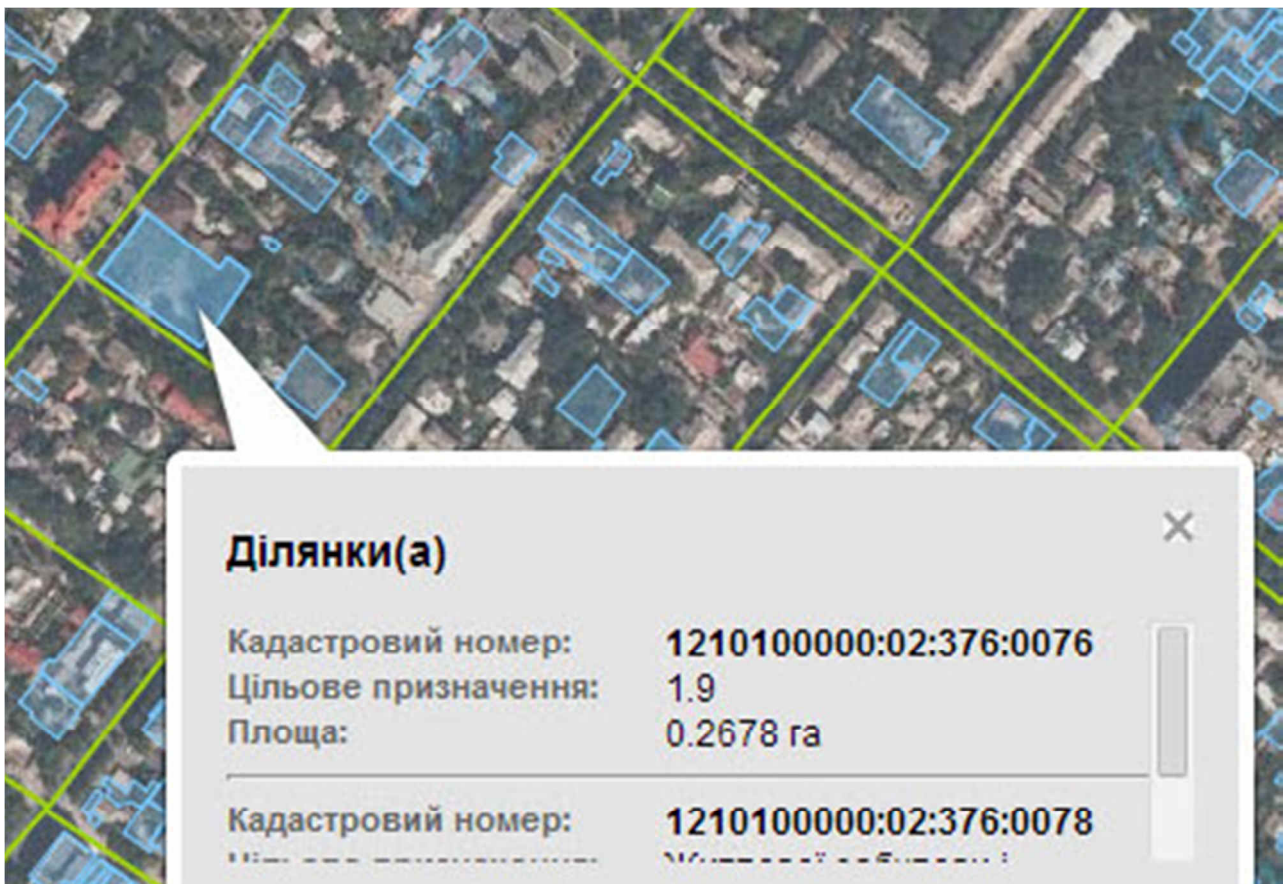 Ділянки(а)
Кадастровий номер: 1210100000:02:376:0076
Цільове призначення: 1.9
Площа: 0.2678 га
Кадастровий номер: 1210100000:02:376:0078